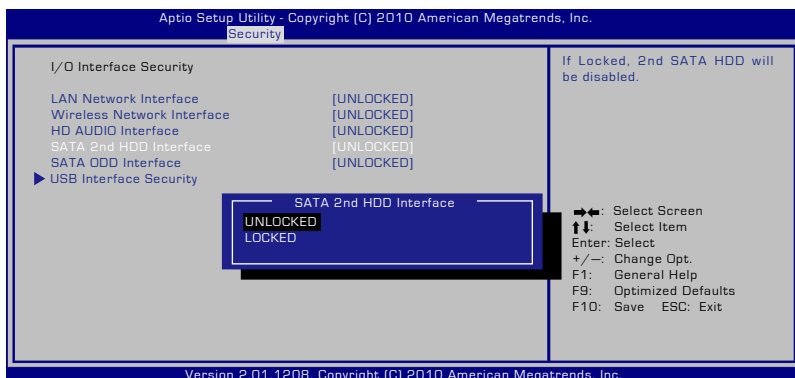 Aptio Setup Utility - Copyright (C) 2010 American Megatrends, Inc.
Security
I/O Interface Security
LAN Network Interface [UNLOCKED]
Wireless Network Interface [UNLOCKED]
HD AUDIO Interface [UNLOCKED]
SATA 2nd HDD Interface [UNLOCKED]
SATA ODD Interface [UNLOCKED]
USB Interface Security
SATA 2nd HDD Interface
UNLOCKED
LOCKED
If Locked, 2nd SATA HDD will
be disabled.
→←: Select Screen
↑↓: Select Item
Enter: Select
+/—: Change Opt.
F1: General Help
F9: Optimized Defaults
F10: Save ESC: Exit
Version 2.01.1208. Copyright (C) 2010 American Megatrends, Inc.